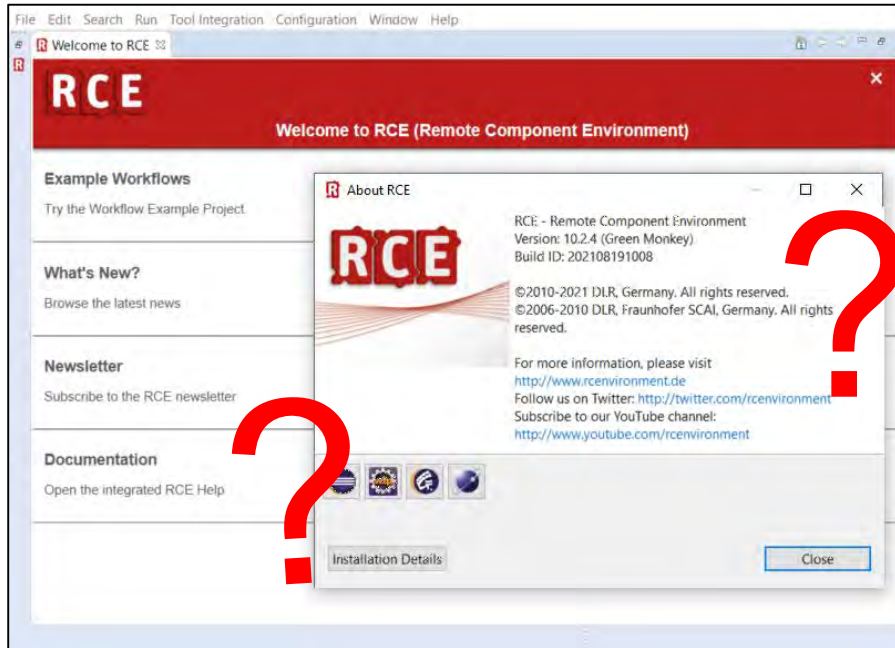 File Edit Search Run Tool Integration Configuration Window Help
R Welcome to RCE
R
RCE
Welcome to RCE (Remote Component Environment)
Example Workflows
Try the Workflow Example Project
What's New?
Browse the latest news
Newsletter
Subscribe to the RCE newsletter
Documentation
Open the integrated RCE Help
R About RCE
RCE
RCE - Remote Component Environment
Version: 10.2.4 (Green Monkey)
Build ID: 202108191008
©2010-2021 DLR, Germany. All rights reserved.
©2006-2010 DLR, Fraunhofer SCAI, Germany. All rights
reserved.
For more information, please visit
http://www.rcenvironment.de
Follow us on Twitter: http://twitter.com/rcenvironment
Subscribe to our YouTube channel:
http://www.youtube.com/rcenvironment
Installation Details
Close
?
?